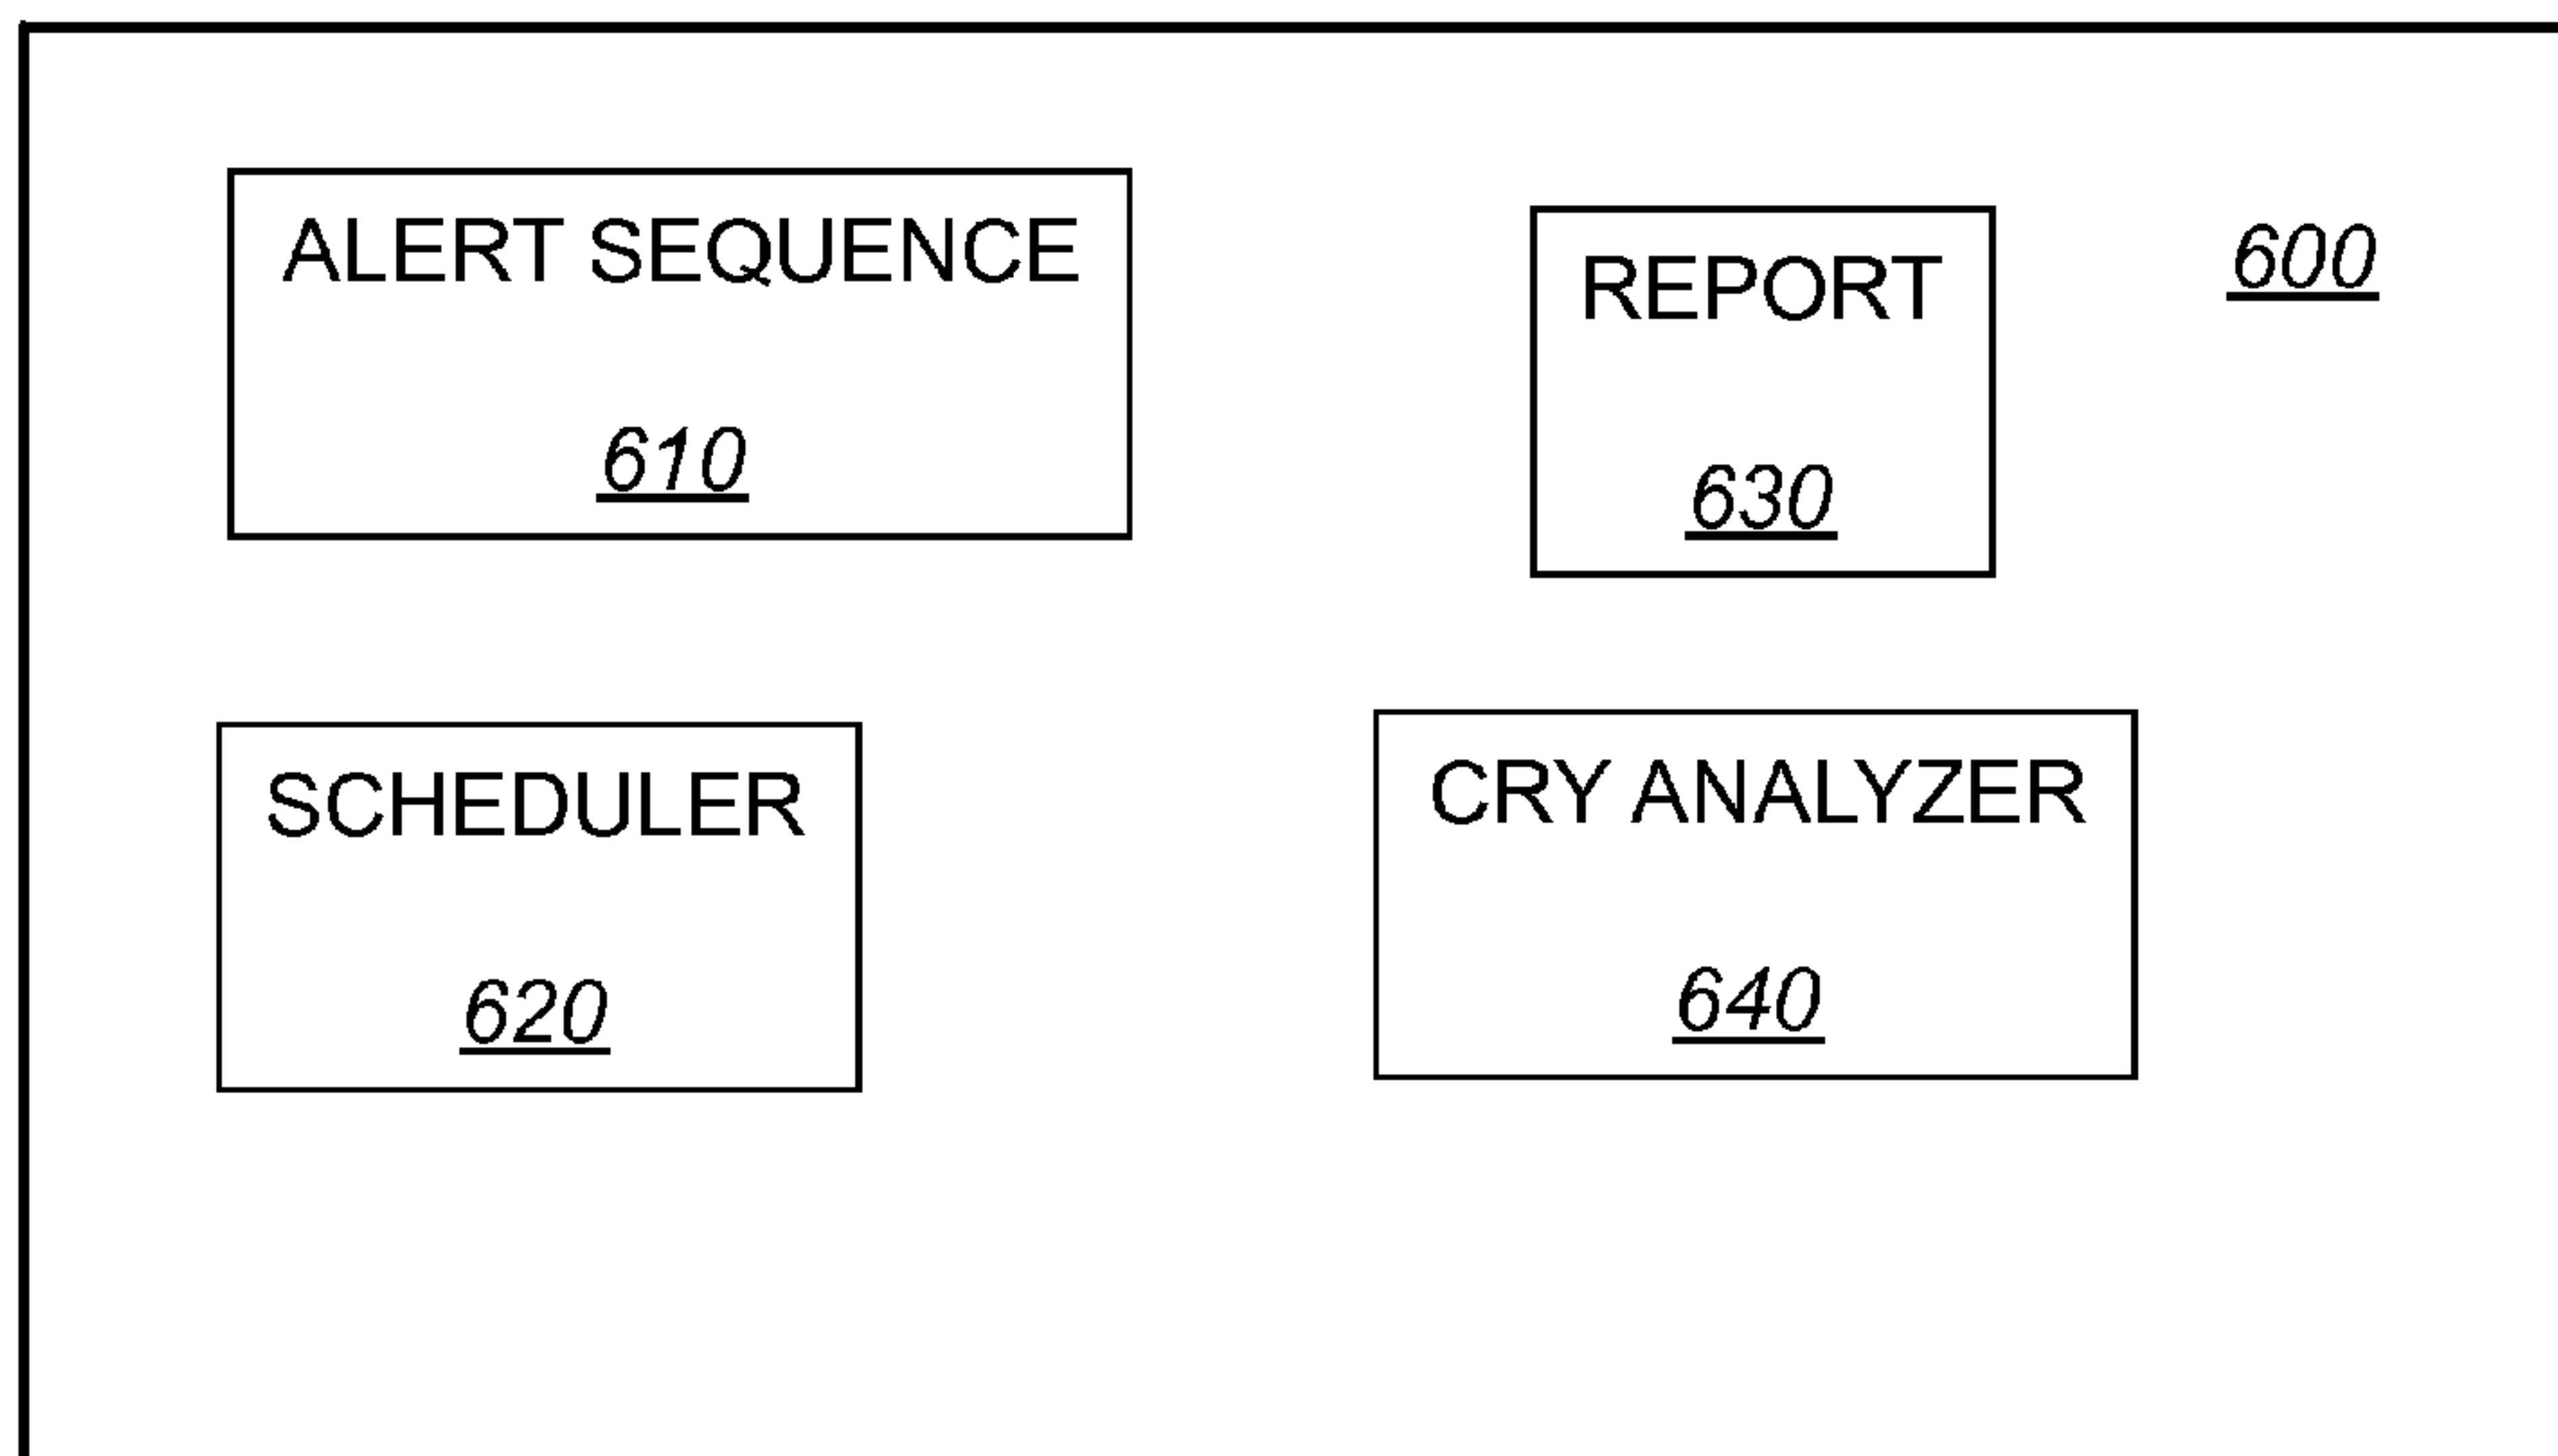 ALERT SEQUENCE
610
REPORT
630
600
SCHEDULER
620
CRY ANALYZER
640